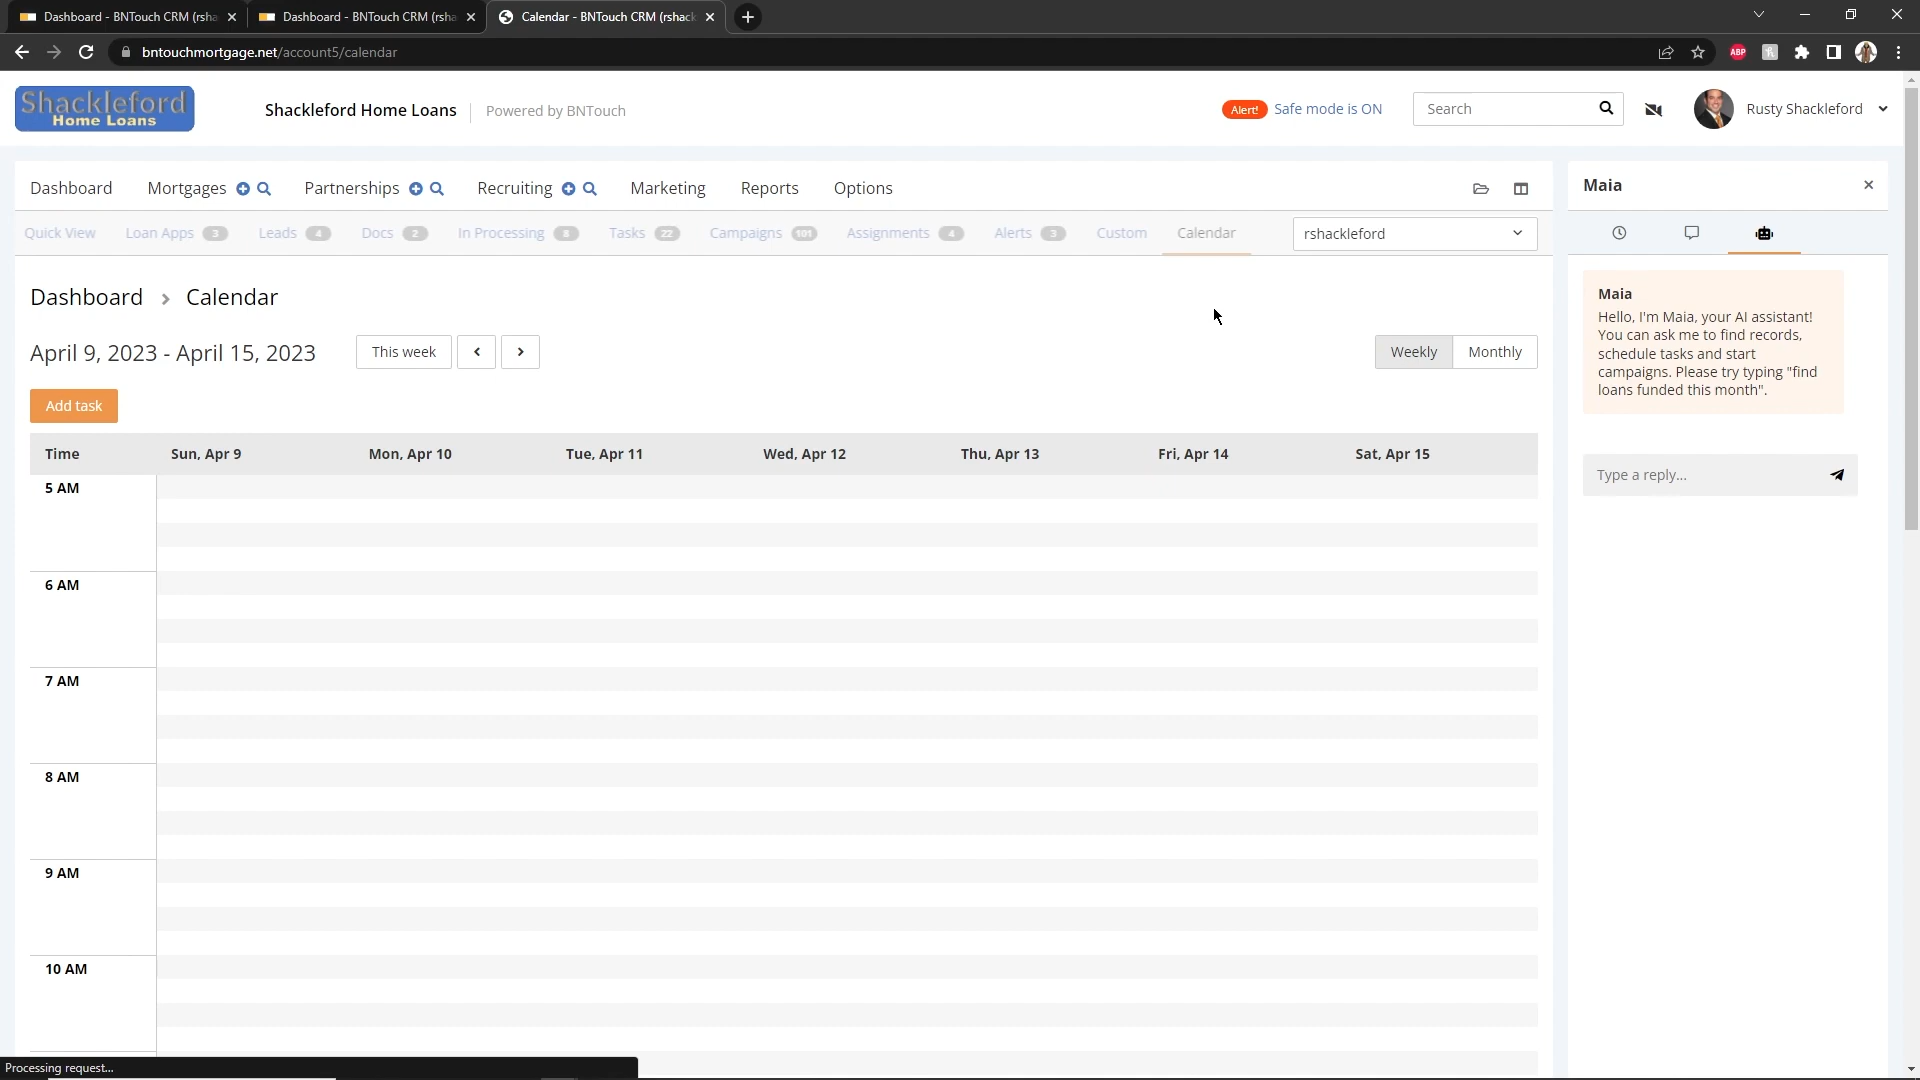 Dashboard - BNTouch CRM (rsha
Dashboard - BNTouch CRM (rsha
Calendar - BNTouch CRM (rshack
bntouchmortgage.net/account5/calendar
ABP
Shackleford
Home Loans
Shackleford Home Loans
Powered by BNTouch
Alert!
Safe mode is ON
Search
Rusty Shackleford
Dashboard
Mortgages
Partnerships
Recruiting
Marketing
Reports
Options
Quick View
Loan Apps 3
Leads 4
Docs 2
In Processing 8
Tasks 22
Campaigns 101
Assignments 4
Alerts 3
Custom
Calendar
rshackleford
Dashboard > Calendar
April 9, 2023 - April 15, 2023
This week
Weekly
Monthly
Add task
Time
Sun, Apr 9
Mon, Apr 10
Tue, Apr 11
Wed, Apr 12
Thu, Apr 13
Fri, Apr 14
Sat, Apr 15
5 AM
6 AM
7 AM
8 AM
9 AM
10 AM
Maia
Maia
Hello, I'm Maia, your AI assistant!
You can ask me to find records,
schedule tasks and start
campaigns. Please try typing "find
loans funded this month".
Type a reply...
Processing request...